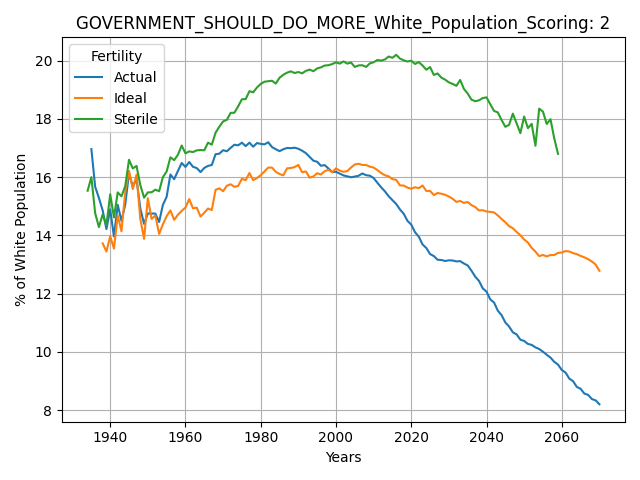 GOVERNMENT_SHOULD_DO_MORE_White_Population_Scoring: 2
Fertility
Actual
Ideal
Sterile
% of White Population
20
18
16
14
12
10
8
1940 1960 1980 2000 2020 2040 2060
Years